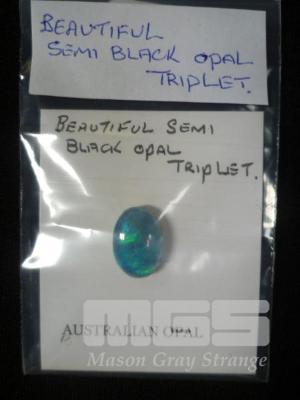 BEAUTIFUL
SEMI BLACK OPAL
TRIPLET.
BEAUTIFUL SEMI
BLACK OPAL
TRIPLET.
AUSTRALIAN OPAL
MGS
Mason Gray Strange